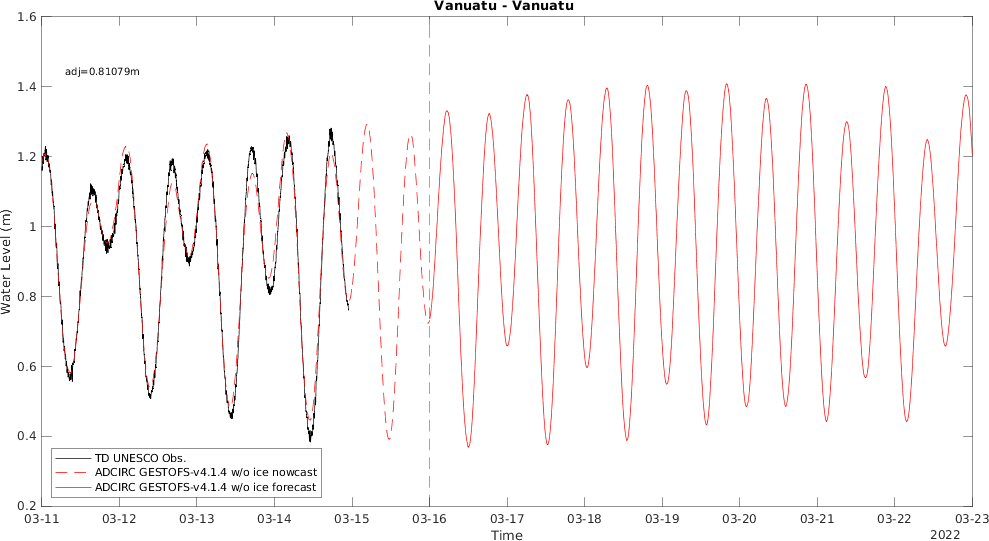 Vanuatu - Vanuatu
1.6
1.4
1.2
1
0.8
0.6
0.4
0.2
Water Level (m)
adj=0.81079m
TD UNESCO Obs.
ADCIRC GESTOFS-v4.1.4 w/o ice nowcast
ADCIRC GESTOFS-v4.1.4 w/o ice forecast
03-11 03-12 03-13 03-14 03-15 03-16 03-17 03-18 03-19 03-20 03-21 03-22 03-23
Time
2022